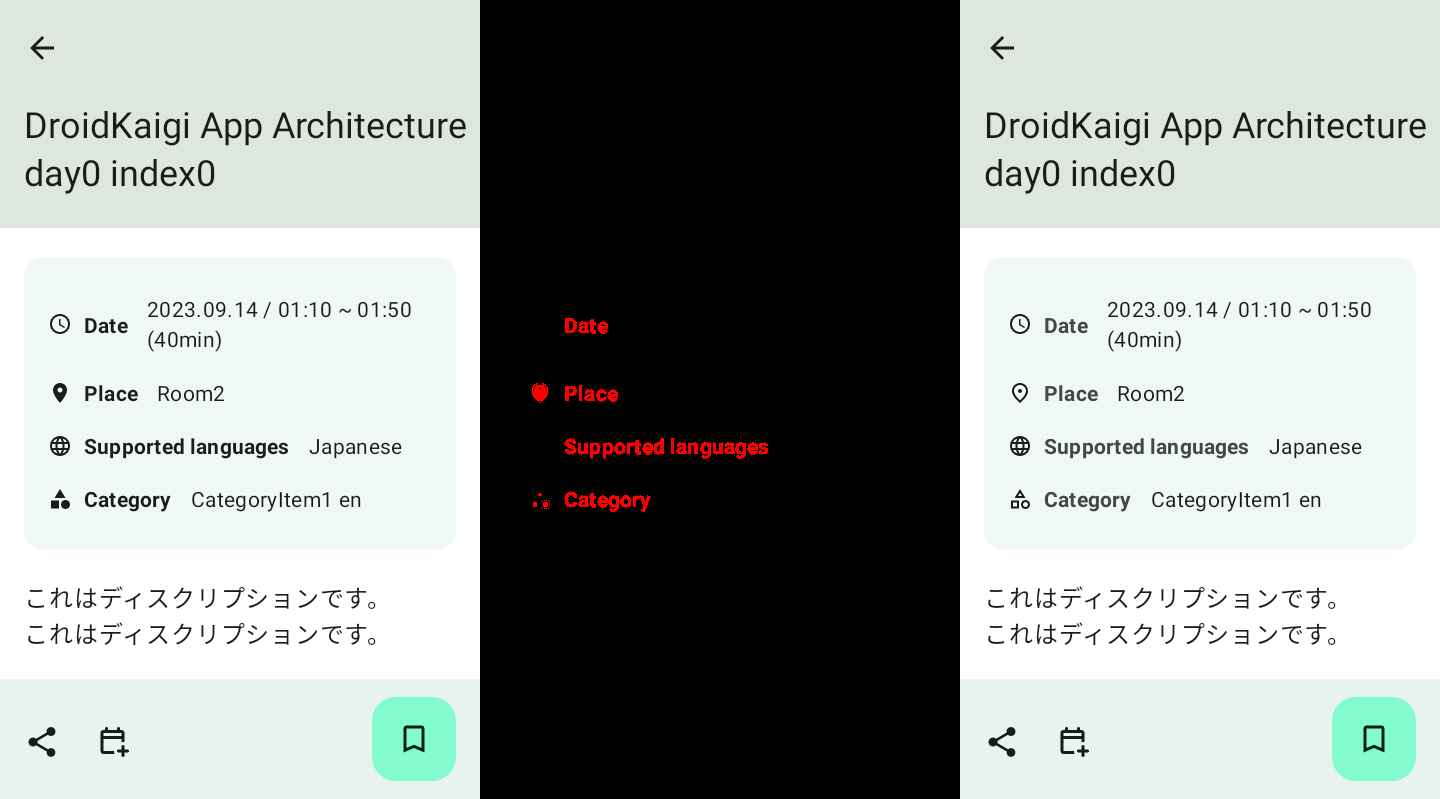 DroidKaigi App Architecture
day0 index0
Date 2023.09.14 / 01:10 ~ 01:50
(40min)
Place Room2
Supported languages Japanese
Category CategoryItem1 en
これはディスクリプションです。
これはディスクリプションです。
Date
Place
Supported languages
Category
DroidKaigi App Architecture
day0 index0
Date 2023.09.14 / 01:10 ~ 01:50
(40min)
Place Room2
Supported languages Japanese
Category CategoryItem1 en
これはディスクリプションです。
これはディスクリプションです。